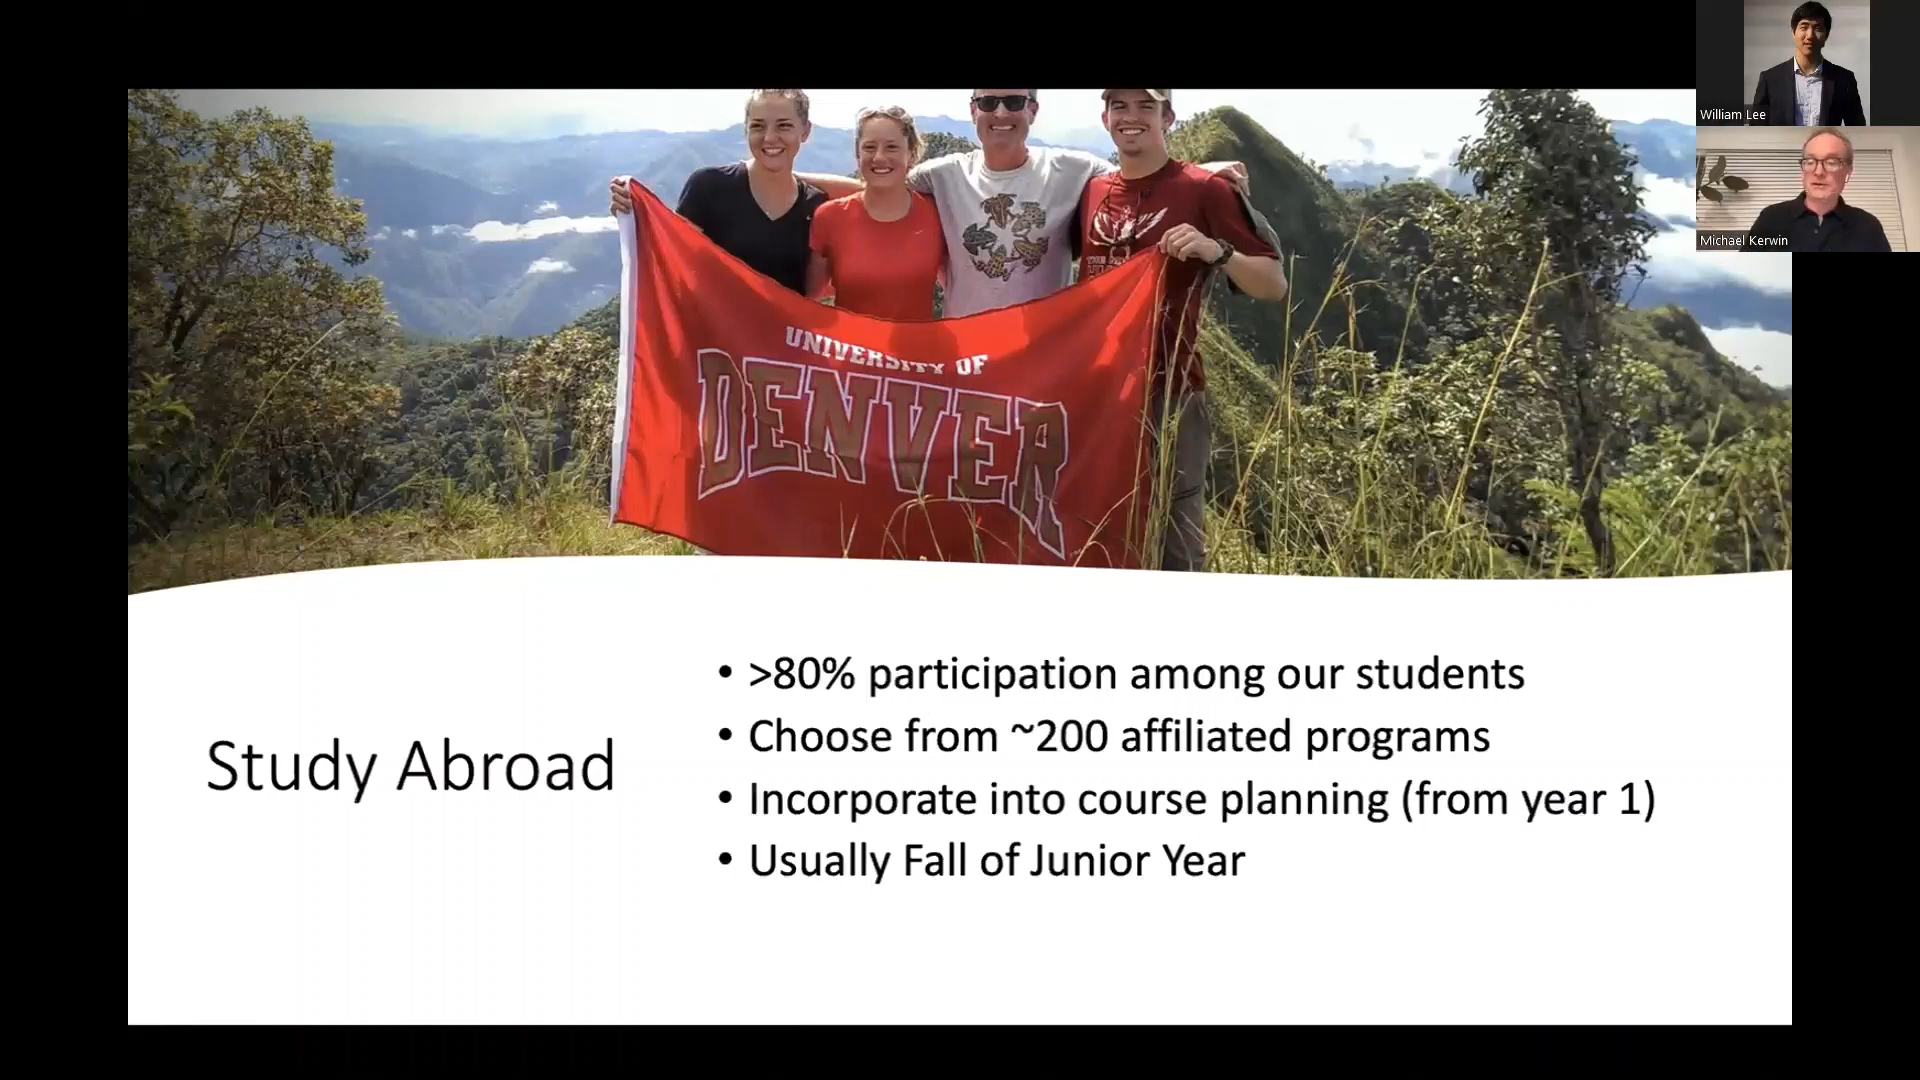 William Lee
Michael Kerwin
UNIVERSITY OF
DENVER
Study Abroad
• >80% participation among our students
• Choose from ~200 affiliated programs
• Incorporate into course planning (from year 1)
• Usually Fall of Junior Year